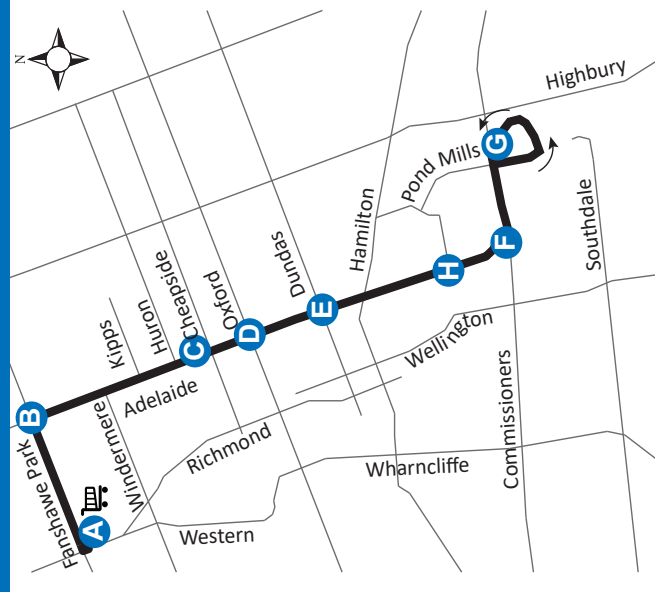 N
Highbury
B
Kipps
Huron
Cheapside
Oxford
Dundas
Hamilton
Pond Mills
G
Fanshawe Park
Windermere
Adelaide
C
D
E
H
F
Southdale
A
Richmond
Wellington
Western
Wharncliffe
Commissioners